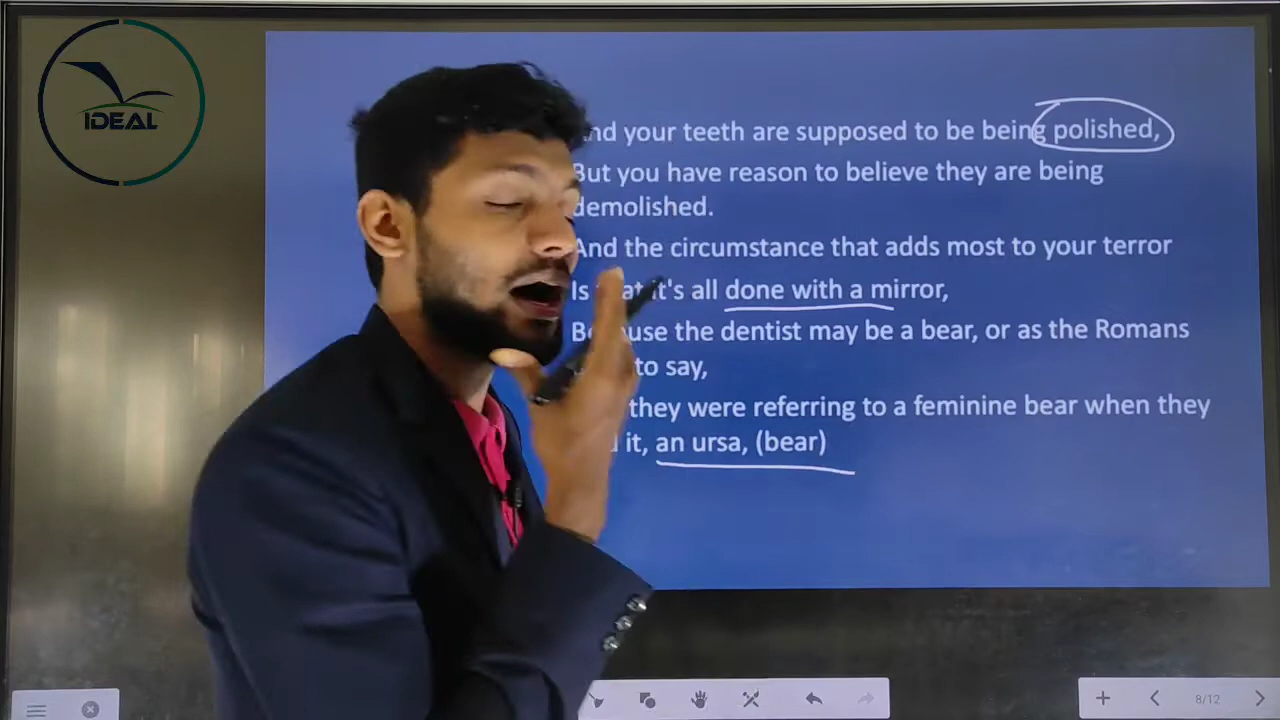 IDEAL
nd your teeth are supposed to be being polished,
But you have reason to believe they are being
demolished.
And the circumstance that adds most to your terror
Is it's all done with a mirror,
the dentist may be a bear, or as the Romans
to say,
they were referring to a feminine bear when they
it, an ursa, (bear)
8/12